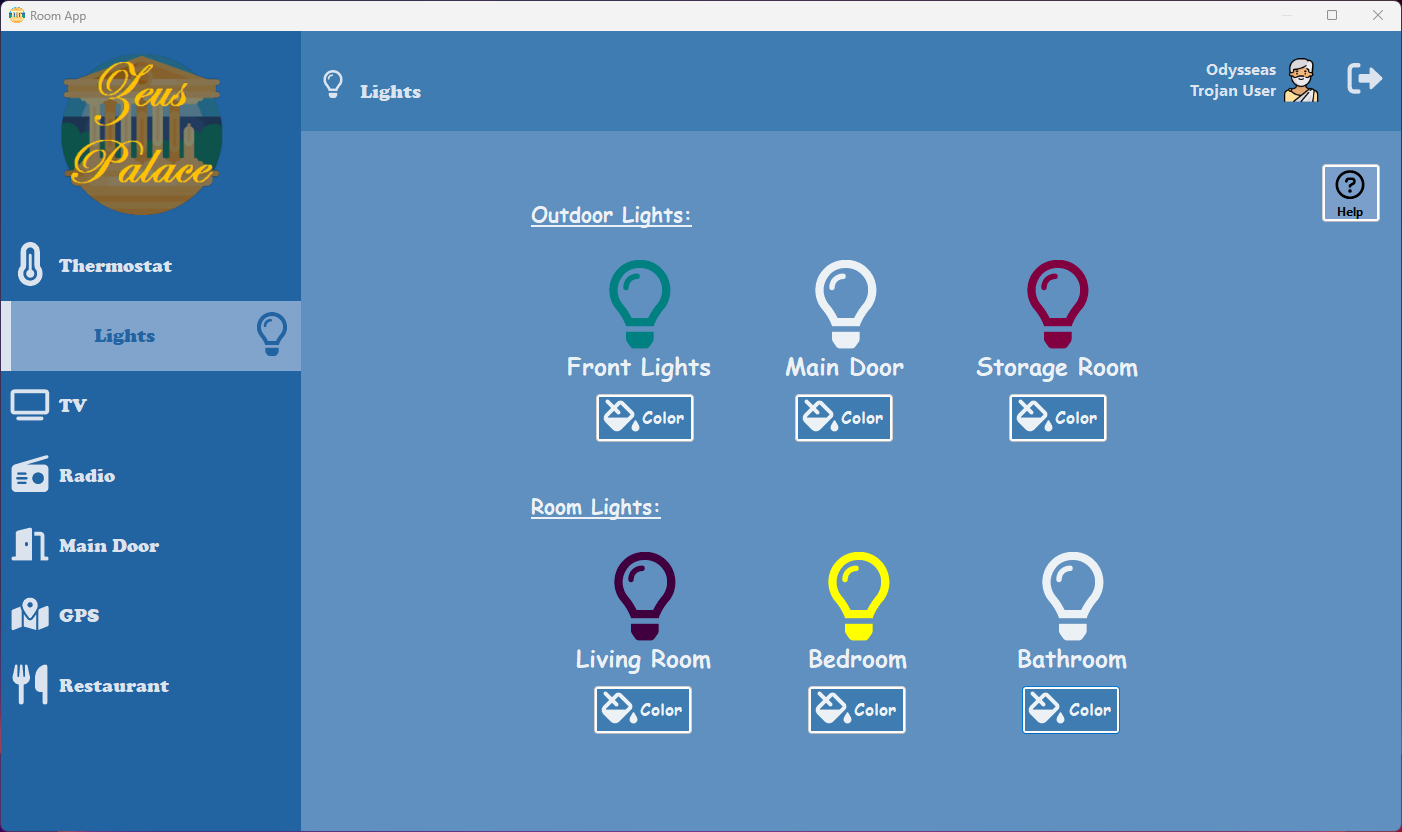 Room App
Zeus
Palace
Thermostat
Lights
TV
Radio
Main Door
GPS
Restaurant
Lights
Odysseas
Trojan User
Help
Outdoor Lights:
Front Lights Main Door Storage Room
Color Color Color
Room Lights:
Living Room Bedroom Bathroom
Color Color Color